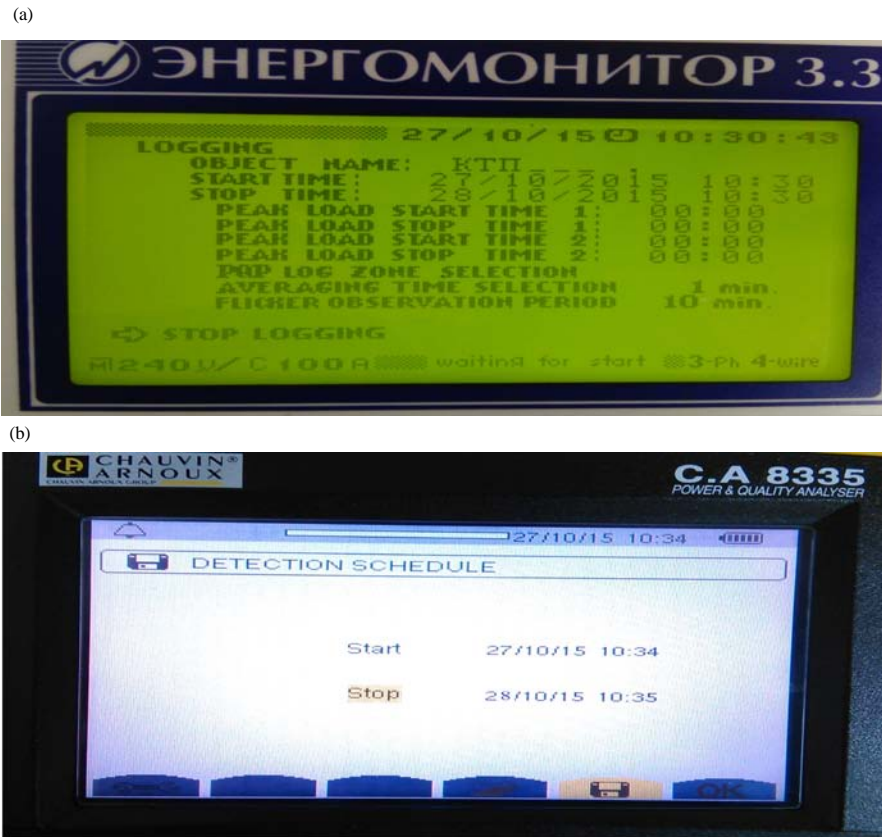 (a)
ЭНЕРГОМОНИТОР 3.3
27/10/15 10:30:43
LOGGING
OBJECT NAME: КТП
START TIME: 27/10/2015 10:30
STOP TIME: 28/10/2015 10:30
PEAK LOAD START TIME 1: 00:00
PEAK LOAD STOP TIME 1: 00:00
PEAK LOAD START TIME 2: 00:00
PEAK LOAD STOP TIME 2: 00:00
PQP LOG ZONE SELECTION
AVERAGING TIME SELECTION 1 min.
FLICKER OBSERVATION PERIOD 10 min.
STOP LOGGING
240 V/ C 100 A waiting for start 3-Ph 4-wire
(b)
CHAUVIN®
ARNOUX
CHAUVIN ARNOUX GROUP
C.A 8335
POWER & QUALITY ANALYSER
27/10/15 10:34
DETECTION SCHEDULE
Start 27/10/15 10:34
Stop 28/10/15 10:35
OK